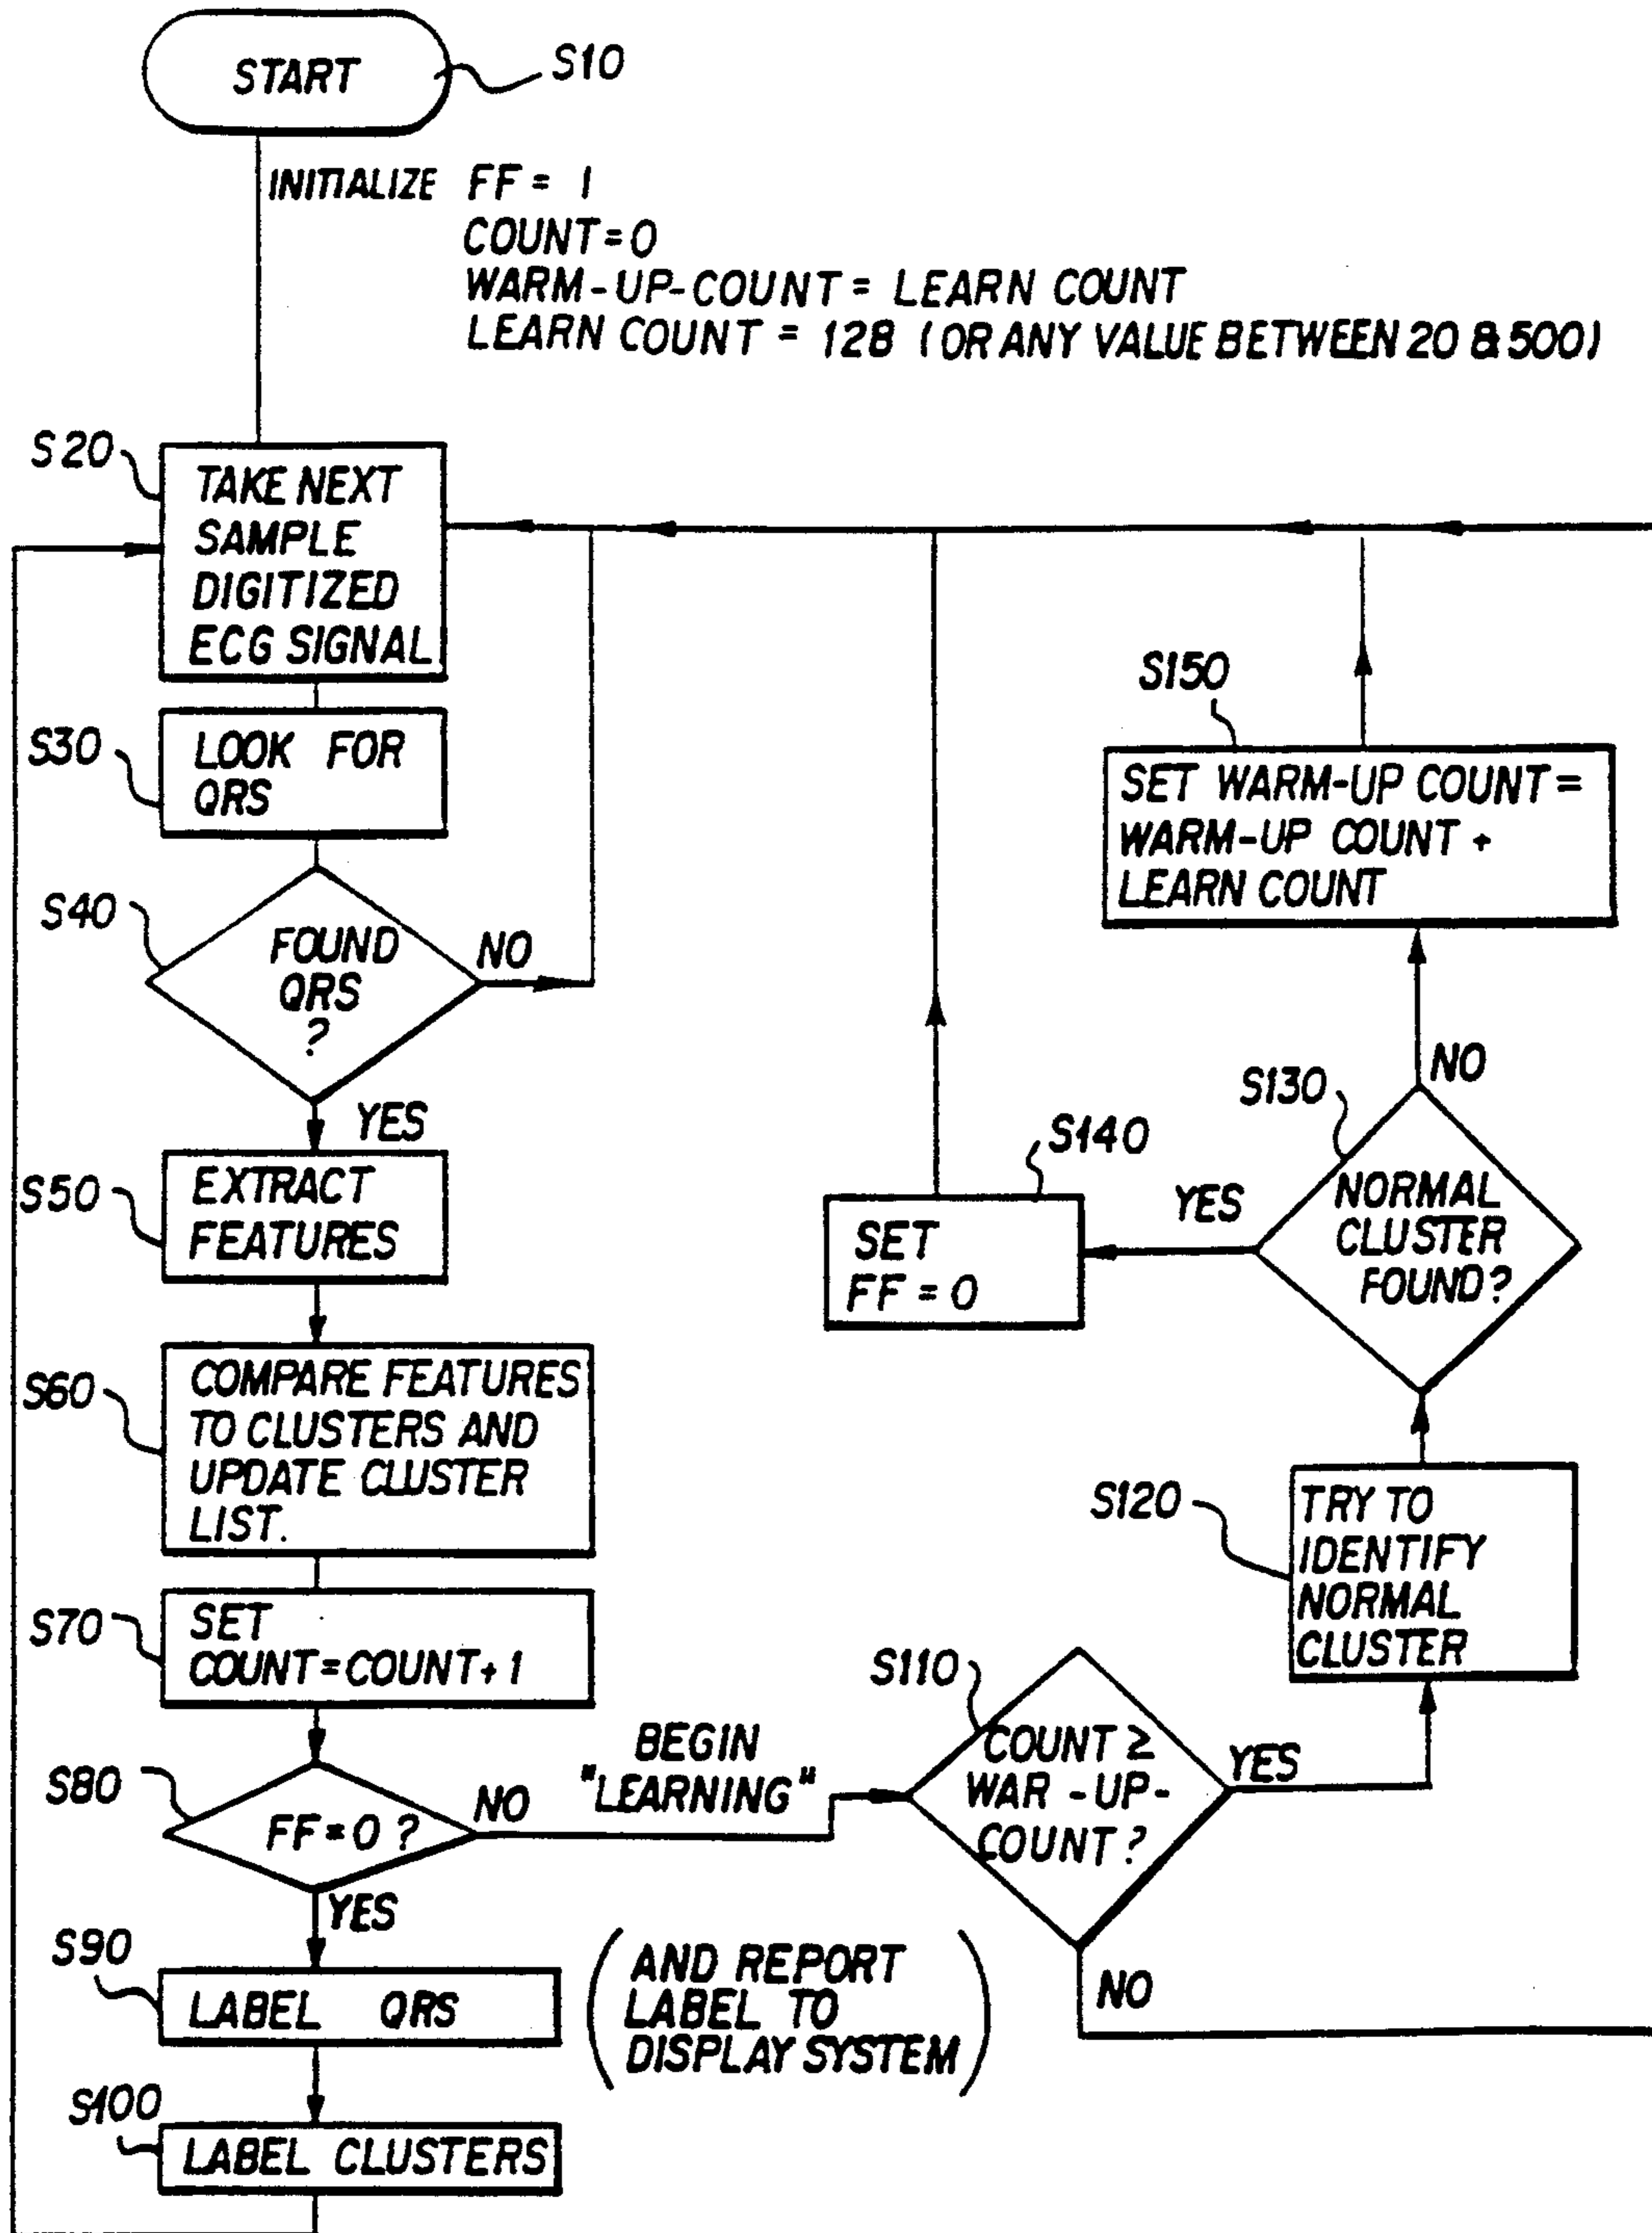 START
S10
INITIALIZE FF = 1
COUNT=0
WARM-UP-COUNT = LEARN COUNT
LEARN COUNT = 128 (OR ANY VALUE BETWEEN 20 & 500)
S20
TAKE NEXT
SAMPLE
DIGITIZED
ECG SIGNAL
S30
LOOK FOR
QRS
S40
FOUND
QRS
?
NO
YES
S50
EXTRACT
FEATURES
S60
COMPARE FEATURES
TO CLUSTERS AND
UPDATE CLUSTER
LIST.
S70
SET
COUNT=COUNT+1
S80
FF=0 ?
NO
BEGIN
"LEARNING"
YES
S90
LABEL QRS
(AND REPORT
LABEL TO
DISPLAY SYSTEM)
S100
LABEL CLUSTERS
S110
COUNT ≥
WAR -UP-
COUNT?
YES
NO
S120
TRY TO
IDENTIFY
NORMAL
CLUSTER
S130
NORMAL
CLUSTER
FOUND?
YES
NO
S140
SET
FF = 0
S150
SET WARM-UP COUNT=
WARM-UP COUNT +
LEARN COUNT